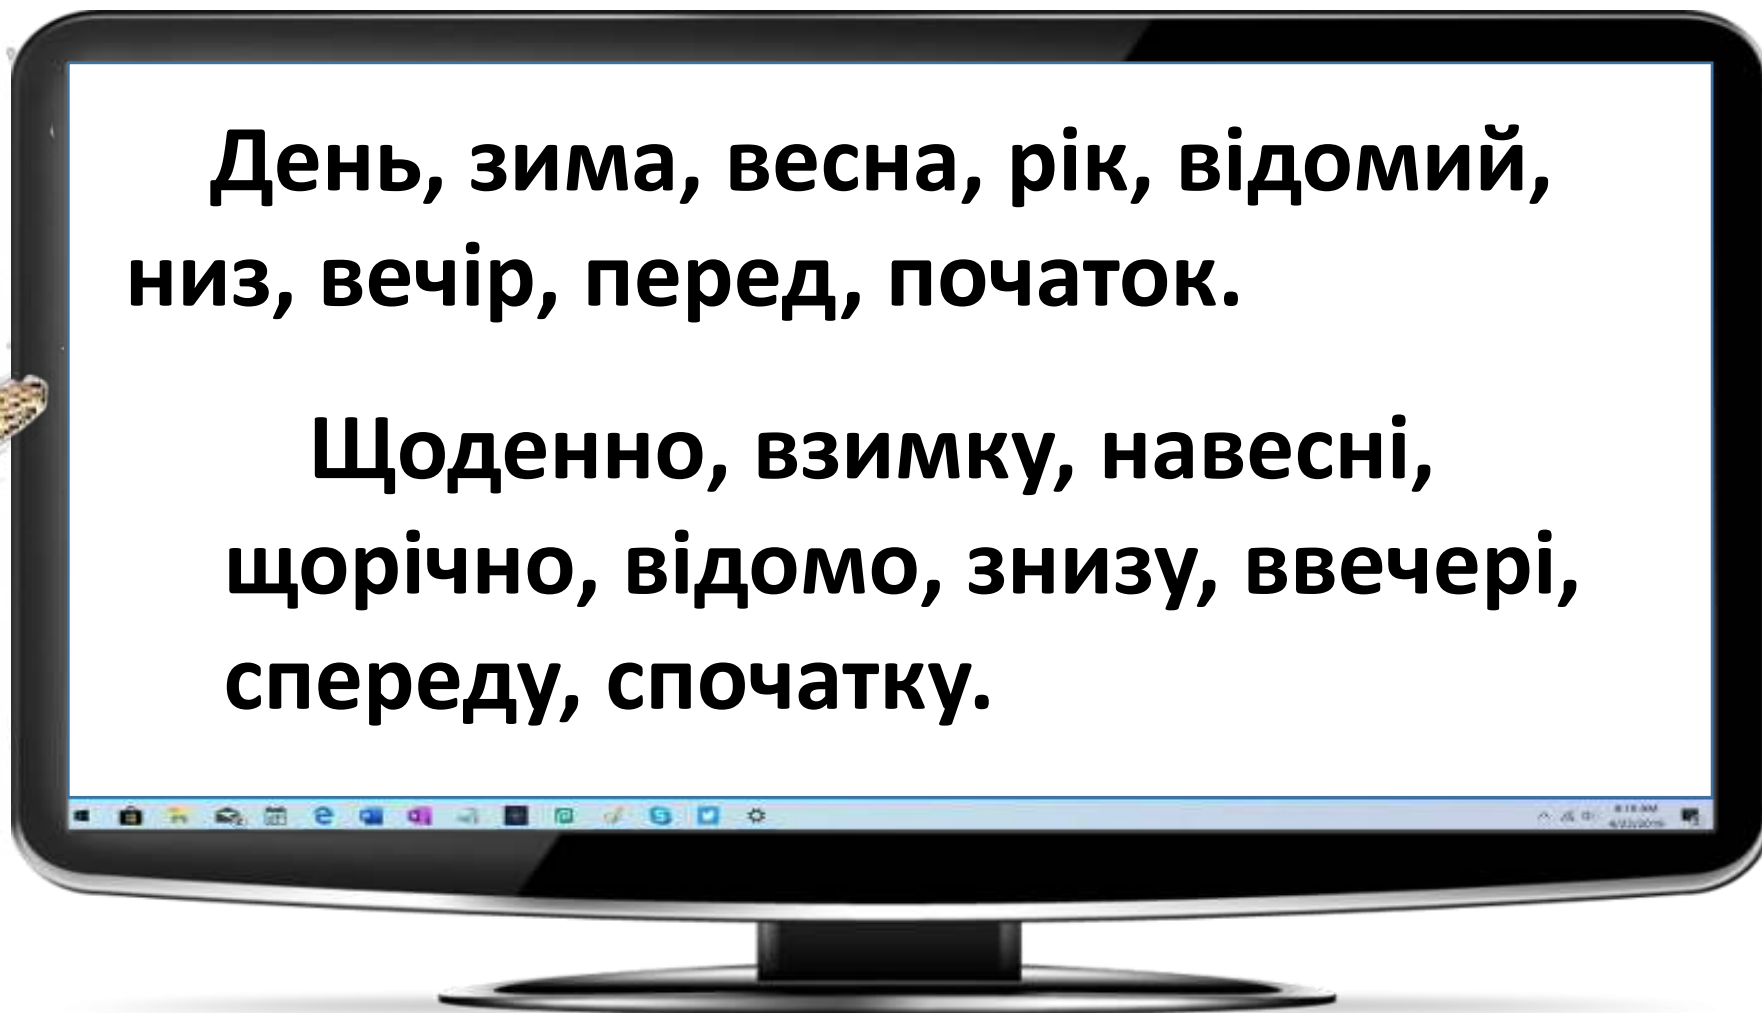 День, зима, весна, рік, відомий,
низ, вечір, перед, початок.
Щоденно, взимку, навесні,
щорічно, відомо, знизу, ввечері,
спереду, спочатку.